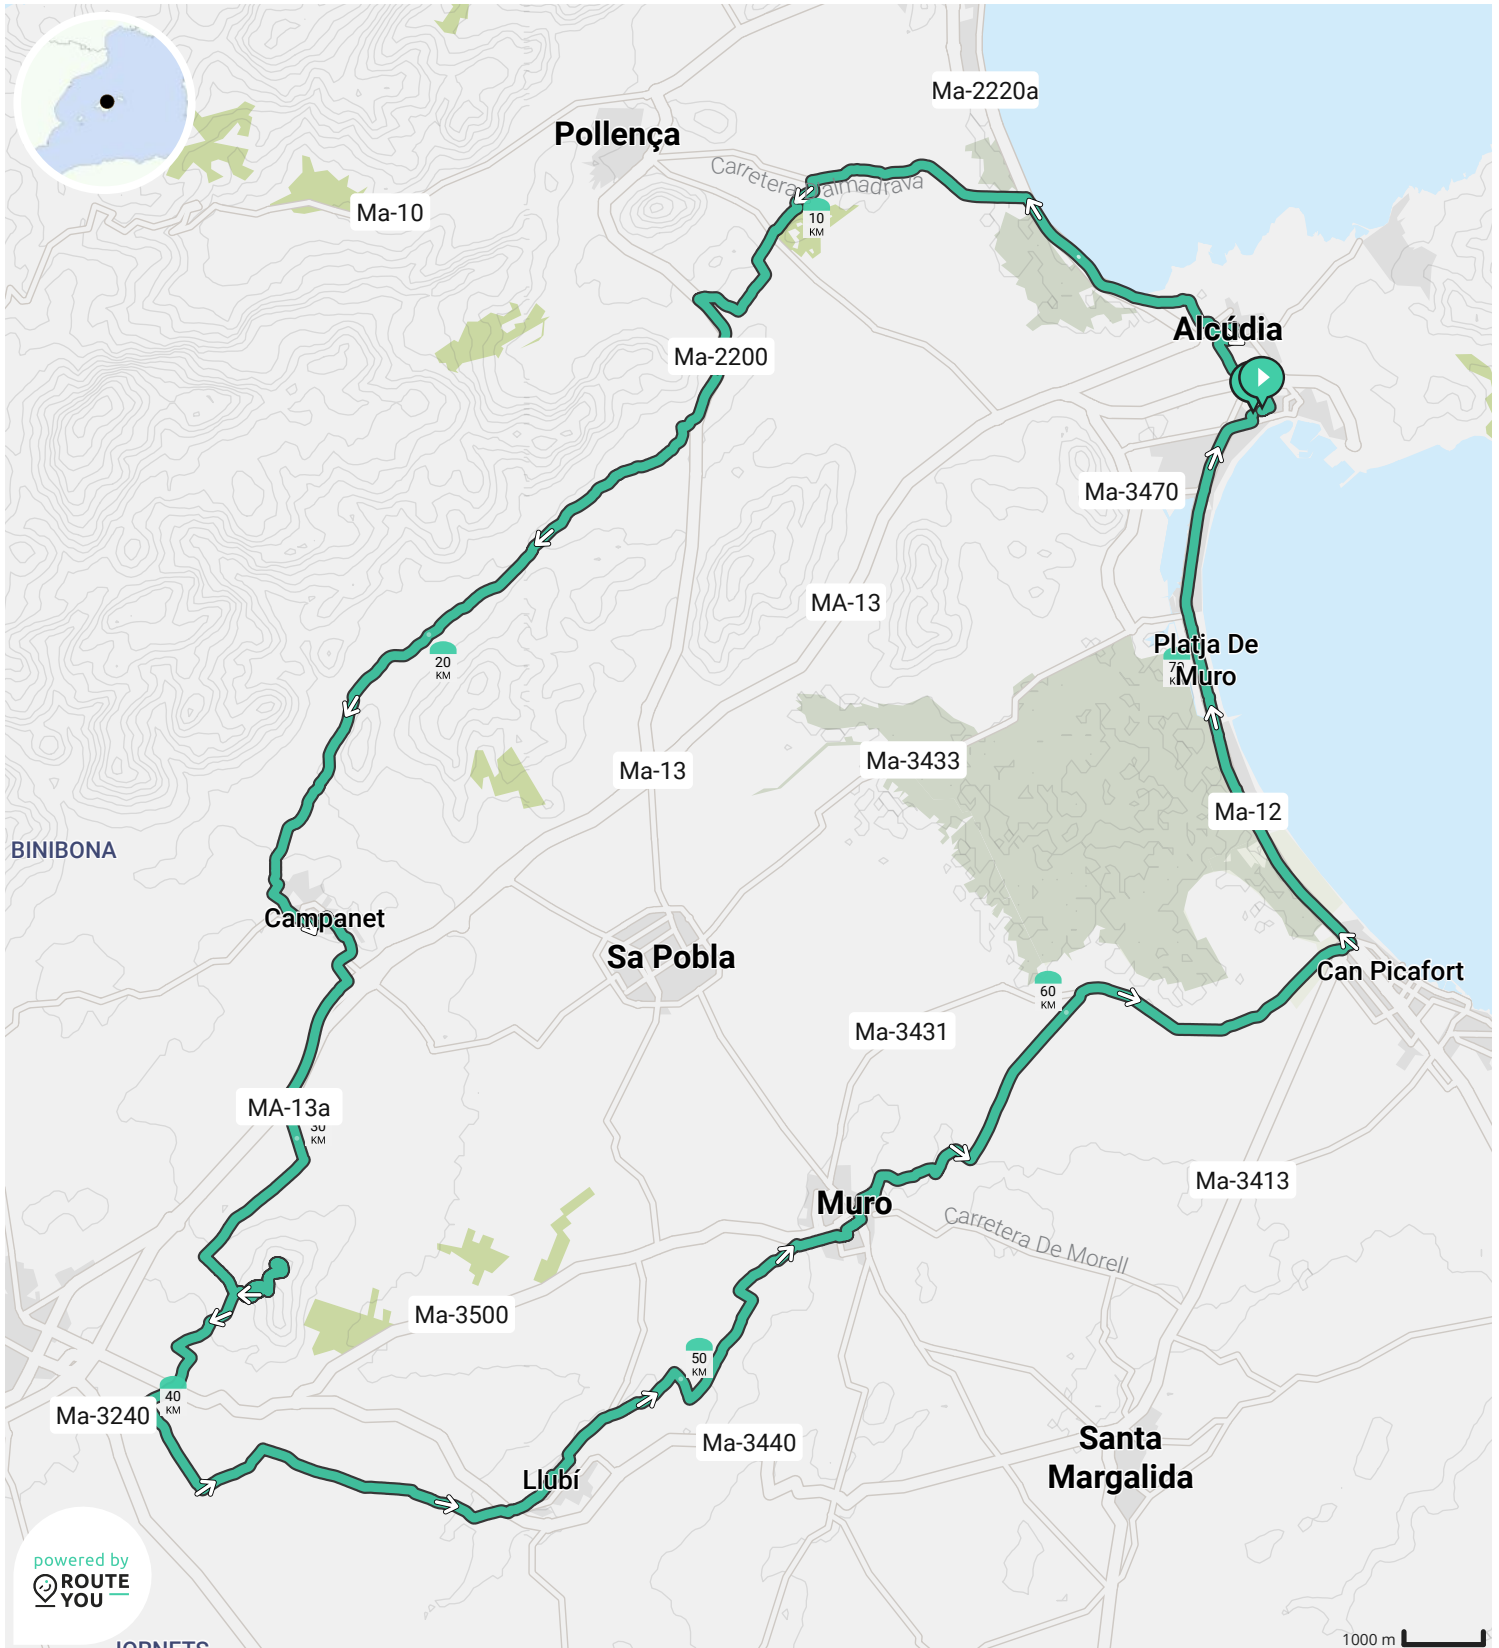 Ma-2220a
Pollença
Carretera
almadrava
Ma-10
10
KM
Alcúdia
Ma-2200
Ma-3470
MA-13
20
KM
Platja De
Muro
Ma-13
Ma-3433
Ma-12
BINIBONA
Campanet
Sa Pobla
Can Picafort
60
KM
Ma-3431
MA-13a
30
KM
Ma-3413
Muro
Carretera De Morell
Ma-3500
50
KM
40
KM
Ma-3240
Ma-3440
Santa
Margalida
Llubí
powered by
ROUTE
YOU
1000 m